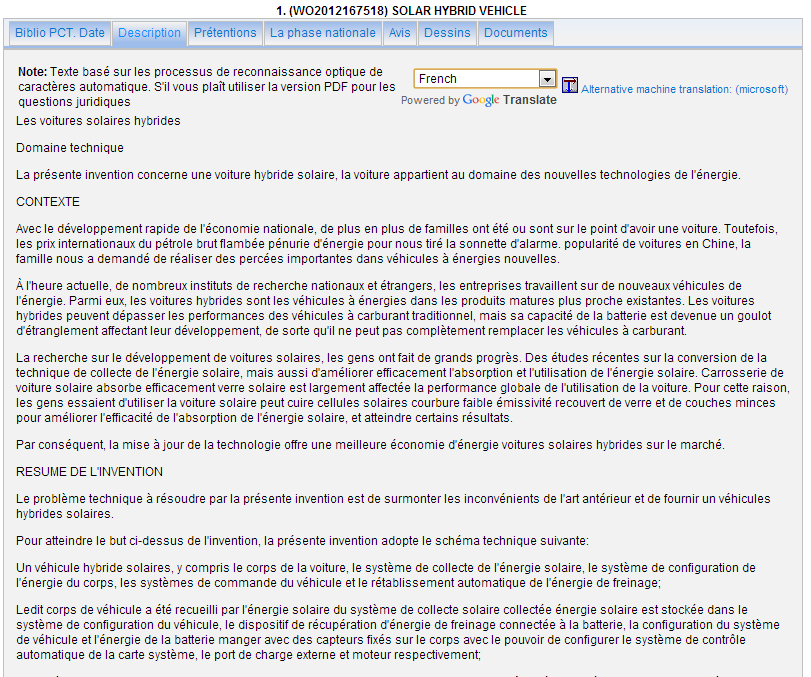 1. (WO2012167518) SOLAR HYBRID VEHICLE
Biblio PCT. Date Description Prétentions La phase nationale Avis Dessins Documents
Note: Texte basé sur les processus de reconnaissance optique de
caractères automatique. S'il vous plaît utiliser la version PDF pour les
questions juridiques
French
Powered by Google Translate
Alternative machine translation: (microsoft)
Les voitures solaires hybrides
Domaine technique
La présente invention concerne une voiture hybride solaire, la voiture appartient au domaine des nouvelles technologies de l'énergie.
CONTEXTE
Avec le développement rapide de l'économie nationale, de plus en plus de familles ont été ou sont sur le point d'avoir une voiture. Toutefois,
les prix internationaux du pétrole brut flambée pénurie d'énergie pour nous tiré la sonnette d'alarme. popularité de voitures en Chine, la
famille nous a demandé de réaliser des percées importantes dans véhicules à énergies nouvelles.
À l'heure actuelle, de nombreux instituts de recherche nationaux et étrangers, les entreprises travaillent sur de nouveaux véhicules de
l'énergie. Parmi eux, les voitures hybrides sont les véhicules à énergies dans les produits matures plus proche existantes. Les voitures
hybrides peuvent dépasser les performances des véhicules à carburant traditionnel, mais sa capacité de la batterie est devenue un goulot
d'étranglement affectant leur développement, de sorte qu'il ne peut pas complètement remplacer les véhicules à carburant.
La recherche sur le développement de voitures solaires, les gens ont fait de grands progrès. Des études récentes sur la conversion de la
technique de collecte de l'énergie solaire, mais aussi d'améliorer efficacement l'absorption et l'utilisation de l'énergie solaire. Carrosserie de
voiture solaire absorbe efficacement verre solaire est largement affectée la performance globale de l'utilisation de la voiture. Pour cette raison,
les gens essaient d'utiliser la voiture solaire peut cuire cellules solaires courbure faible émissivité recouvert de verre et de couches minces
pour améliorer l'efficacité de l'absorption de l'énergie solaire, et atteindre certains résultats.
Par conséquent, la mise à jour de la technologie offre une meilleure économie d'énergie voitures solaires hybrides sur le marché.
RESUME DE L'INVENTION
Le problème technique à résoudre par la présente invention est de surmonter les inconvénients de l'art antérieur et de fournir un véhicules
hybrides solaires.
Pour atteindre le but ci-dessus de l'invention, la présente invention adopte le schéma technique suivante:
Un véhicule hybride solaires, y compris le corps de la voiture, le système de collecte de l'énergie solaire, le système de configuration de
l'énergie du corps, les systèmes de commande du véhicule et le rétablissement automatique de l'énergie de freinage;
Ledit corps de véhicule a été recueilli par l'énergie solaire du système de collecte solaire collectée énergie solaire est stockée dans le
système de configuration du véhicule, le dispositif de récupération d'énergie de freinage connectée à la batterie, la configuration du système
de véhicule et l'énergie de la batterie manger avec des capteurs fixés sur le corps avec le pouvoir de configurer le système de contrôle
automatique de la carte système, le port de charge externe et moteur respectivement;